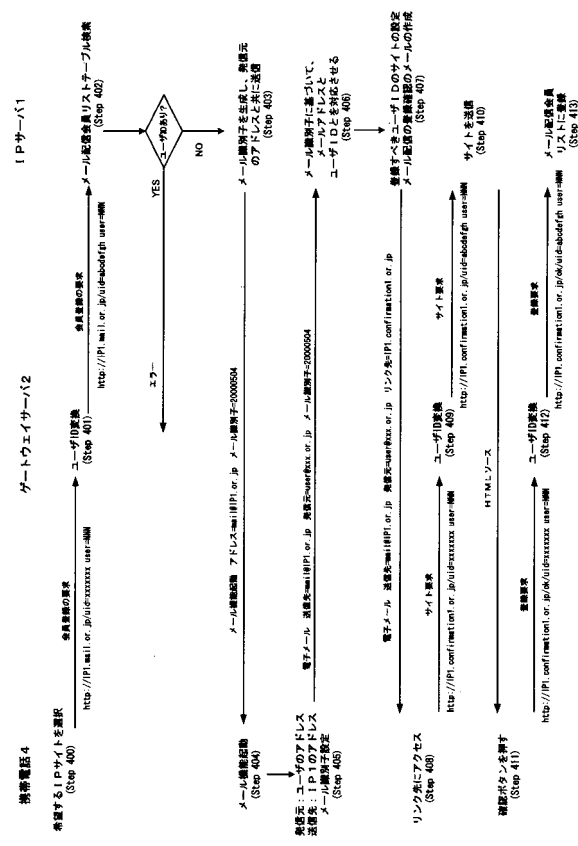 携帯電話4
ゲートウェイサーバ2
IPサーバ1
希望するIPサイトを選択
(Step 400)
会員登録の要求
http://IP1.mail.or.jp/uid=xxxxxxx user=NNN
ユーザID変換
(Step 401)
会員登録の要求
http://IP1.mail.or.jp/uid=abcdefgh user=NNN
メール配信会員リストテーブル検索
(Step 402)
ユーザIDあり?
YES
NO
エラー
メール識別子を生成し、発信元
のアドレスと共に送信
(Step 403)
メール機能起動 アドレス=mail@IP1.or.jp メール識別子=20000504
メール機能起動
(Step 404)
発信元:ユーザのアドレス
送信先:IP1のアドレス
メール識別子設定
(Step 405)
電子メール 送信先=mail@IP1.or.jp 発信元=user@xxx.or.jp メール識別子=20000504
メール識別子に基づいて、
メールアドレスと
ユーザIDとを対応させる
(Step 406)
登録すべきユーザIDのサイトの設定
メール配信の登録確認のメールの作成
(Step 407)
電子メール 送信先=mail@IP1.or.jp 発信元=user@xxx.or.jp リンク先=IP1.confirmation1.or.jp
リンク先にアクセス
(Step 408)
サイト要求
http://IP1.confirmation1.or.jp/uid=xxxxxxx user=NNN
ユーザID変換
(Step 409)
サイト要求
http://IP1.confirmation1.or.jp/uid=abcdefgh user=NNN
サイトを送信
(Step 410)
HTMLソース
確認ボタンを押す
(Step 411)
登録要求
http://IP1.confirmation1.or.jp/ok/uid=xxxxxxx user=NNN
ユーザID変換
(Step 412)
登録要求
http://IP1.confirmation1.or.jp/ok/uid=abcdefgh user=NNN
メール配信会員
リストに登録
(Step 413)